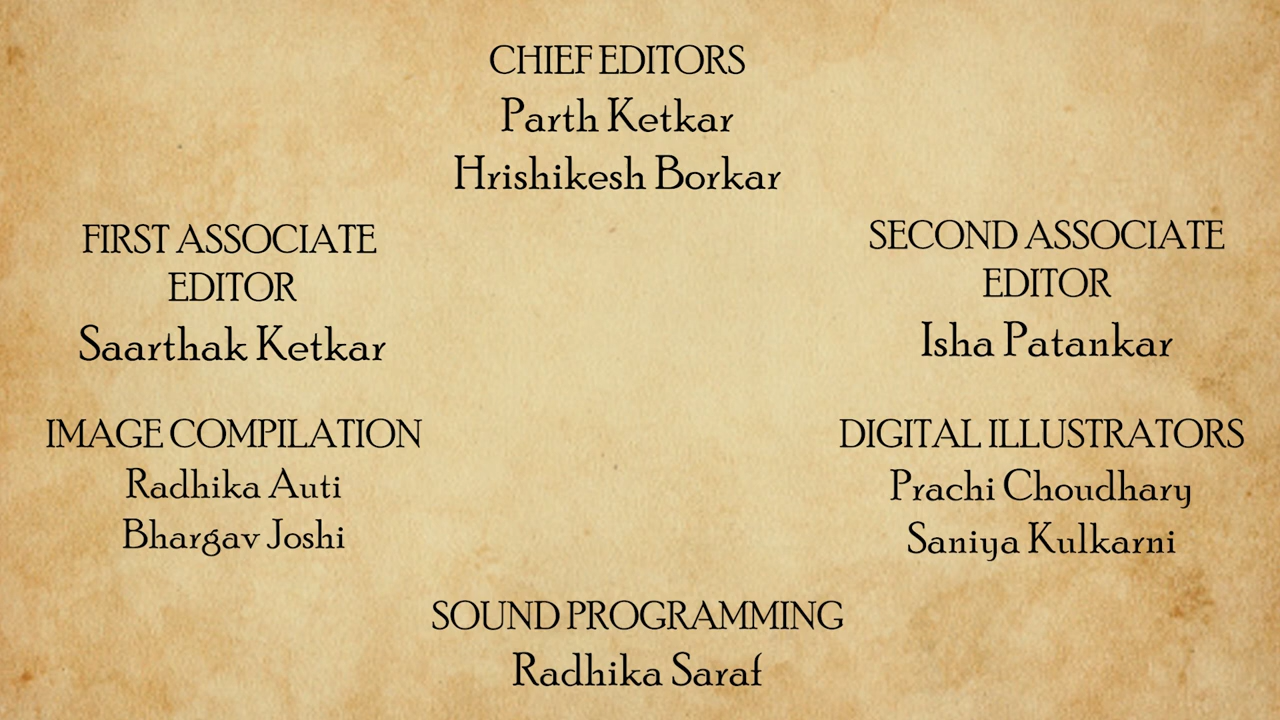 CHIEF EDITORS
Parth Ketkar
Hrishikesh Borkar
FIRST ASSOCIATE
EDITOR
Saarthak Ketkar
SECOND ASSOCIATE
EDITOR
Isha Patankar
IMAGE COMPILATION
Radhika Auti
Bhargav Joshi
DIGITAL ILLUSTRATORS
Prachi Choudhary
Saniya Kulkarni
SOUND PROGRAMMING
Radhika Saraf